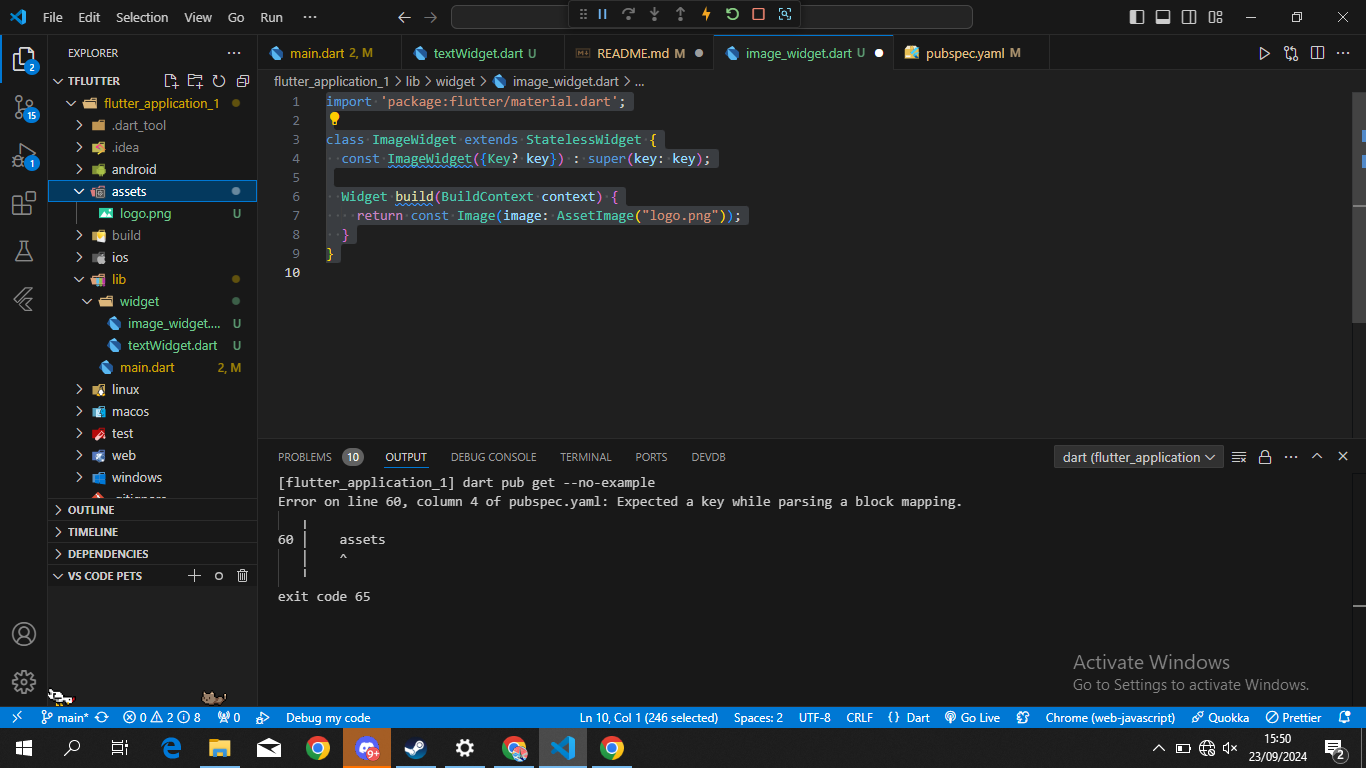 File Edit Selection View Go Run ···
EXPLORER ···
main.dart 2, M
textWidget.dart U
README.md M
image_widget.dart U
pubspec.yaml M
TFLUTTER
flutter_application_1 > lib > widget > image_widget.dart > ...
flutter_application_1
.dart_tool
.idea
android
assets
logo.png U
build
ios
lib
widget
image_widget.... U
textWidget.dart U
main.dart 2, M
linux
macos
test
web
windows
.gitignore
OUTLINE
TIMELINE
DEPENDENCIES
VS CODE PETS
2
15
1
1 import 'package:flutter/material.dart';
2
3 class ImageWidget extends StatelessWidget {
4 const ImageWidget({Key? key}) : super(key: key);
5
6 Widget build(BuildContext context) {
7 return const Image(image: AssetImage("logo.png"));
8 }
9 }
10
PROBLEMS 10 OUTPUT DEBUG CONSOLE TERMINAL PORTS DEVDB
dart (flutter_application
[flutter_application_1] dart pub get --no-example
Error on line 60, column 4 of pubspec.yaml: Expected a key while parsing a block mapping.
60 │ assets
│ ^
exit code 65
Activate Windows
Go to Settings to activate Windows.
main* 0 2 8 0 Debug my code Ln 10, Col 1 (246 selected) Spaces: 2 UTF-8 CRLF {} Dart Go Live Chrome (web-javascript) Quokka Prettier
9+
15:50
23/09/2024
2